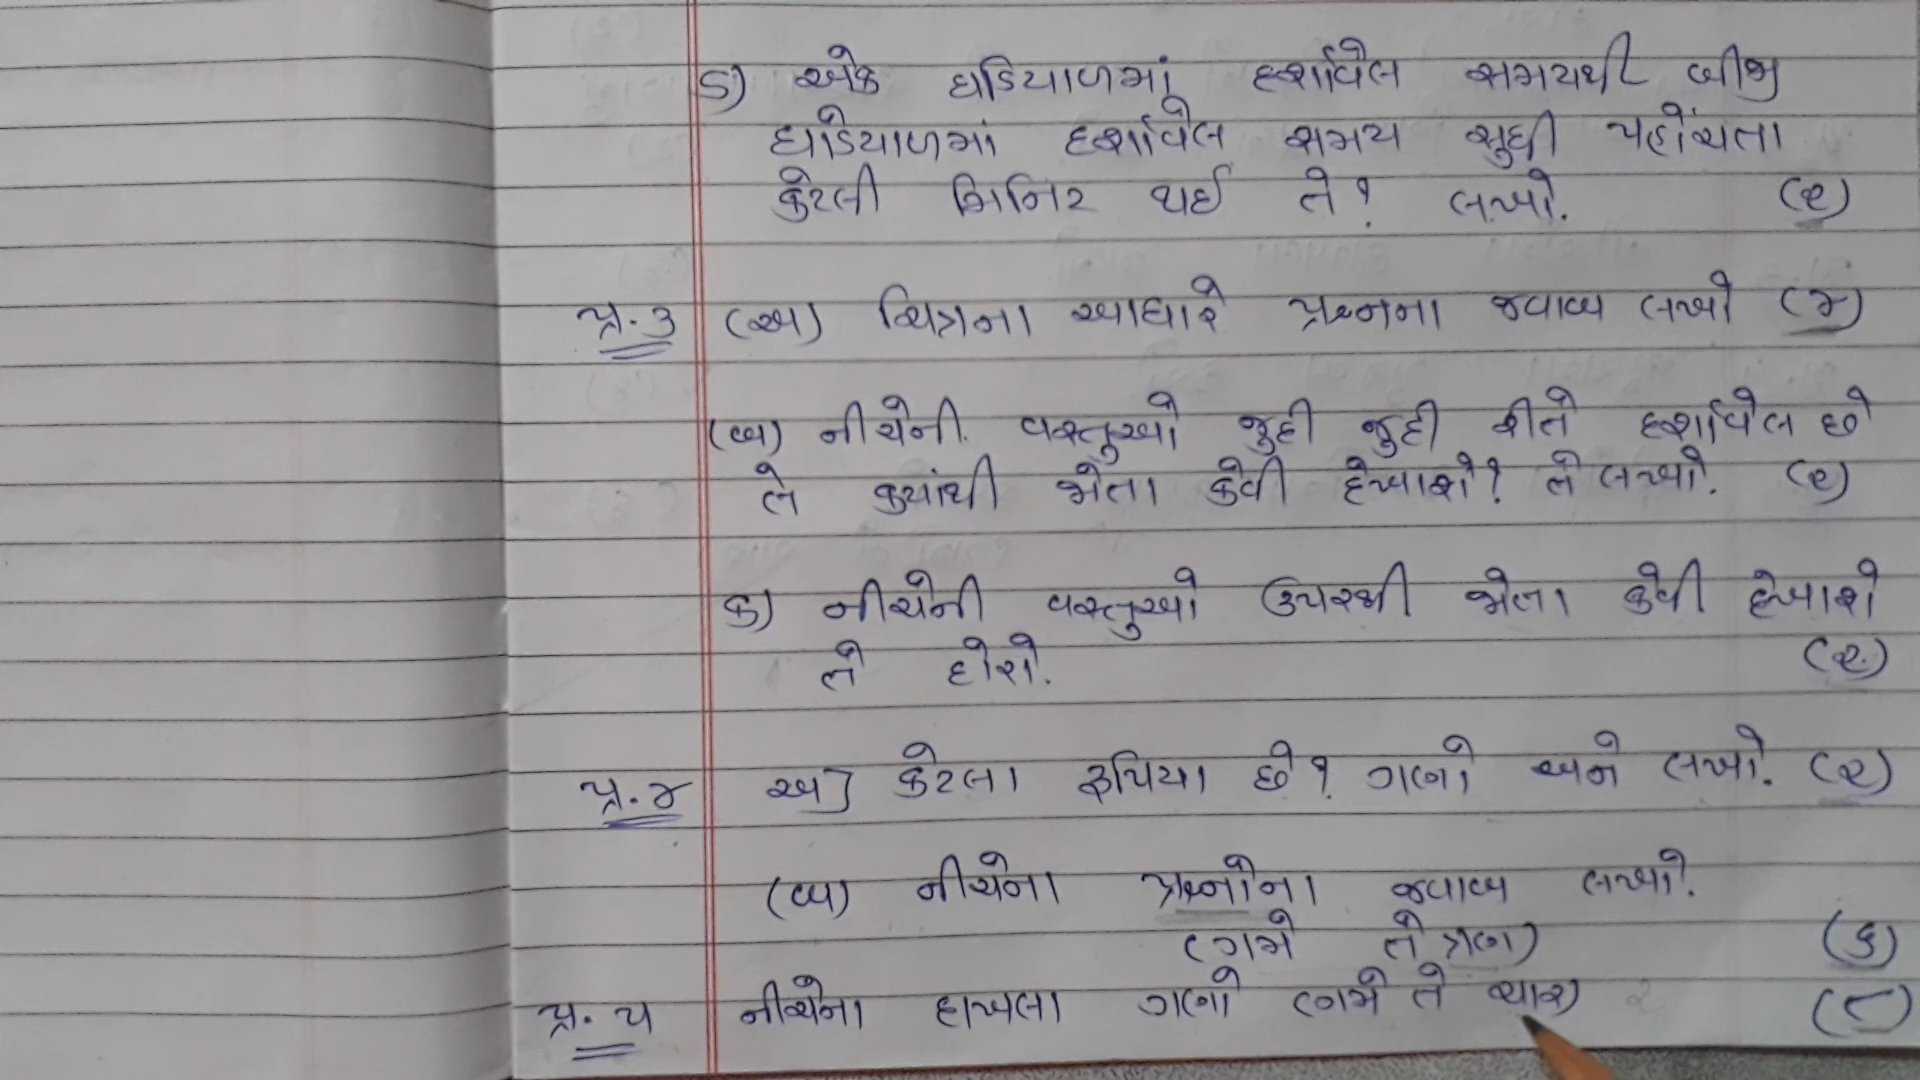 ડ) એક ઘડિયાળમાં દર્શાવેલ સમયથી બીજી
ઘડિયાળમાં દર્શાવેલ સમય સુધી પહોંચતા
કેટલી મિનિટ થઈ તે? લખો. (૨)
પ્ર.૩ (અ) ચિત્રના આધારે પ્રશ્નના જવાબ લખો (૪)
(બ) નીચેની વસ્તુઓ જુદી જુદી રીતે દર્શાવેલ છે
તે કયાંથી જોતા કેવી દેખાશે? તે લખો. (૨)
ક) નીચેની વસ્તુઓ ઉપરથી જોતા કેવી દેખાશે
તે દોરો. (૨)
પ્ર.૪ અ] કેટલા રૂપિયા છે? ગણો અને લખો. (૨)
(બ) નીચેના પ્રશ્નોના જવાબ લખો.
(ગમે તે ત્રણ) (૬)
પ્ર.૫ નીચેના દાખલા ગણો (ગમે તે ચાર) (૮)